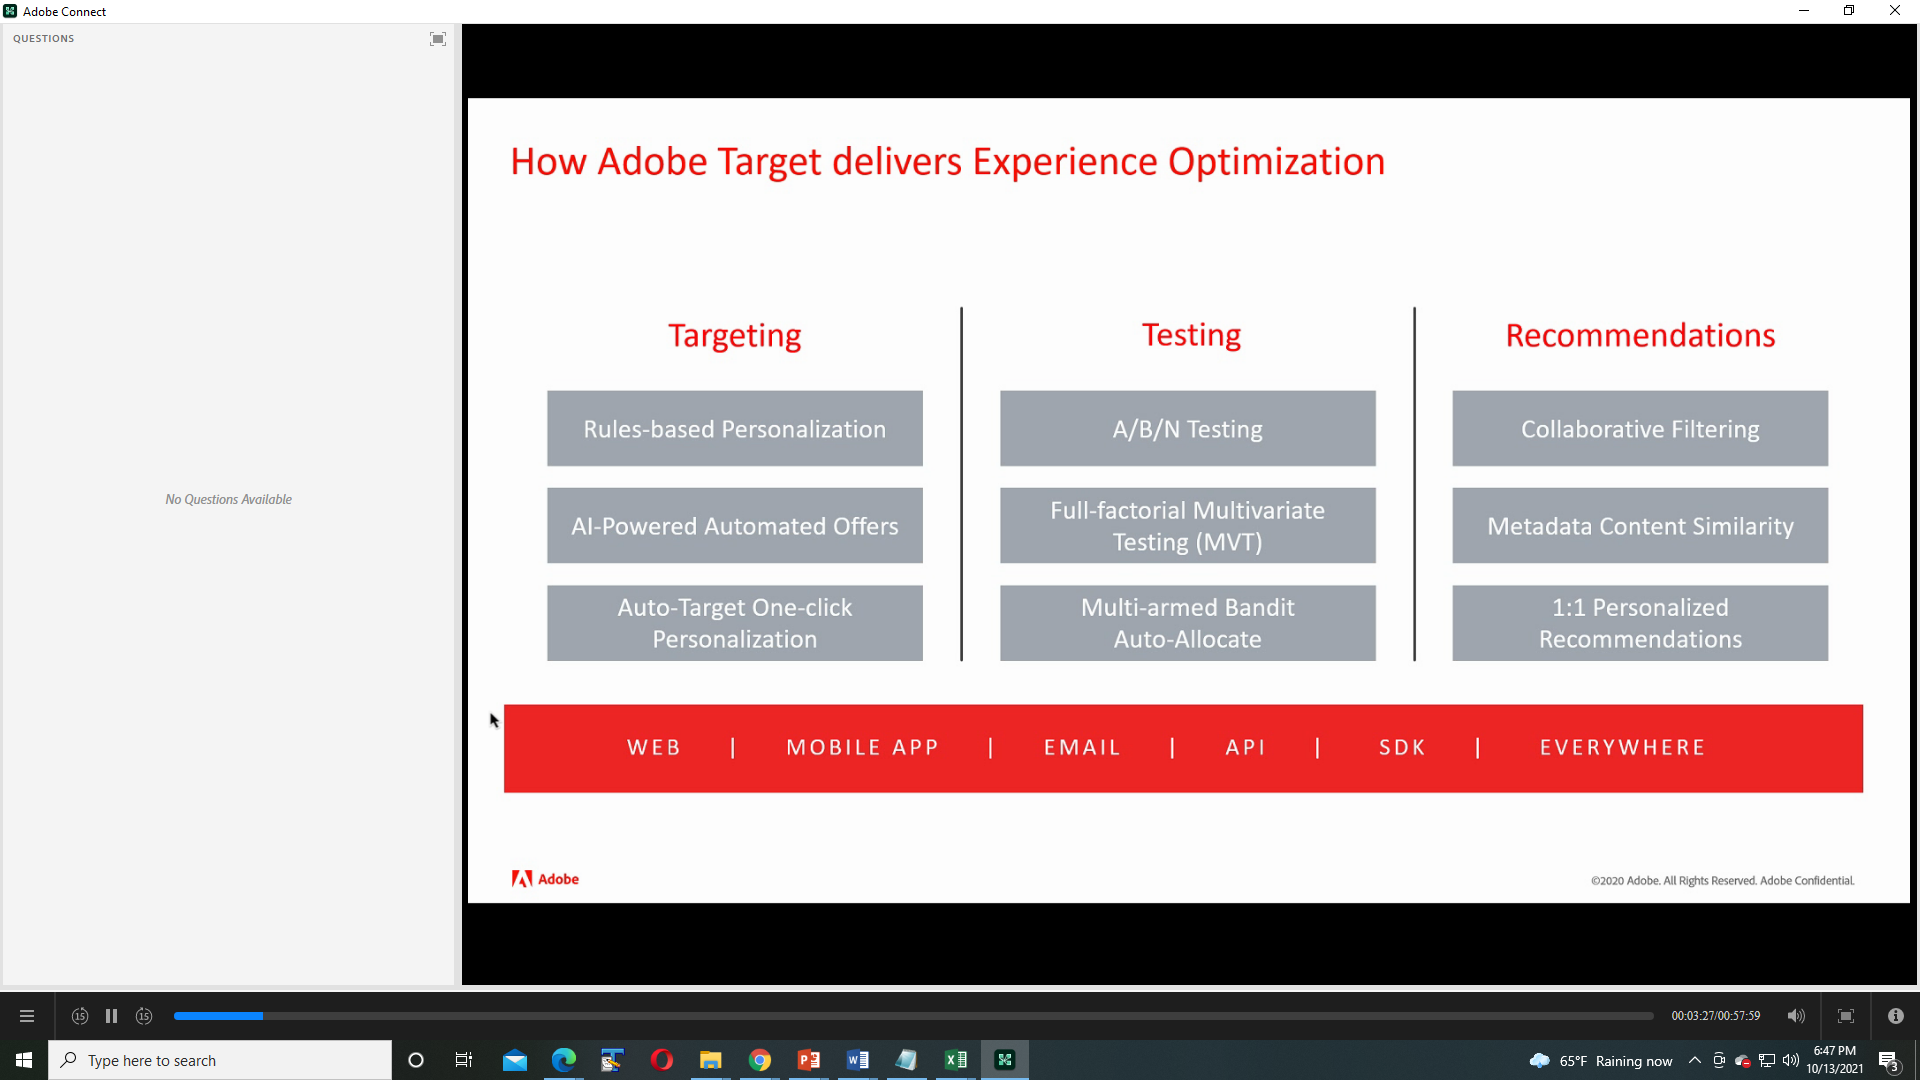 Adobe Connect
QUESTIONS
No Questions Available
How Adobe Target delivers Experience Optimization
Targeting
Rules-based Personalization
AI-Powered Automated Offers
Auto-Target One-click
Personalization
Testing
A/B/N Testing
Full-factorial Multivariate
Testing (MVT)
Multi-armed Bandit
Auto-Allocate
Recommendations
Collaborative Filtering
Metadata Content Similarity
1:1 Personalized
Recommendations
WEB | MOBILE APP | EMAIL | API | SDK | EVERYWHERE
Adobe
©2020 Adobe. All Rights Reserved. Adobe Confidential.
15 15 00:03:27/00:57:59
Type here to search
65°F Raining now
6:47 PM
10/13/2021
3